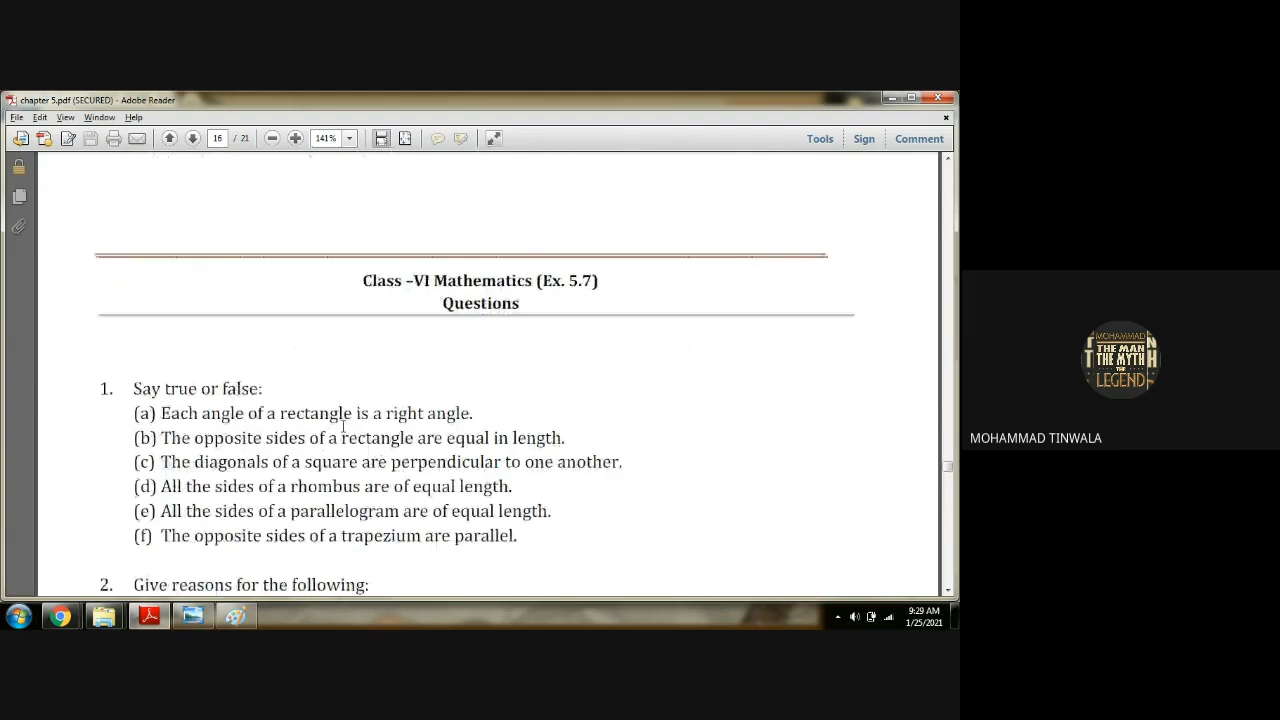 chapter 5.pdf (SECURED) - Adobe Reader
File Edit View Window Help
16 / 21 141% Tools Sign Comment
Class –VI Mathematics (Ex. 5.7)
Questions
1. Say true or false:
(a) Each angle of a rectangle is a right angle.
(b) The opposite sides of a rectangle are equal in length.
(c) The diagonals of a square are perpendicular to one another.
(d) All the sides of a rhombus are of equal length.
(e) All the sides of a parallelogram are of equal length.
(f) The opposite sides of a trapezium are parallel.
2. Give reasons for the following:
9:29 AM
1/25/2021
MOHAMMAD
THE MAN
THE MYTH
THE
LEGEND
MOHAMMAD TINWALA